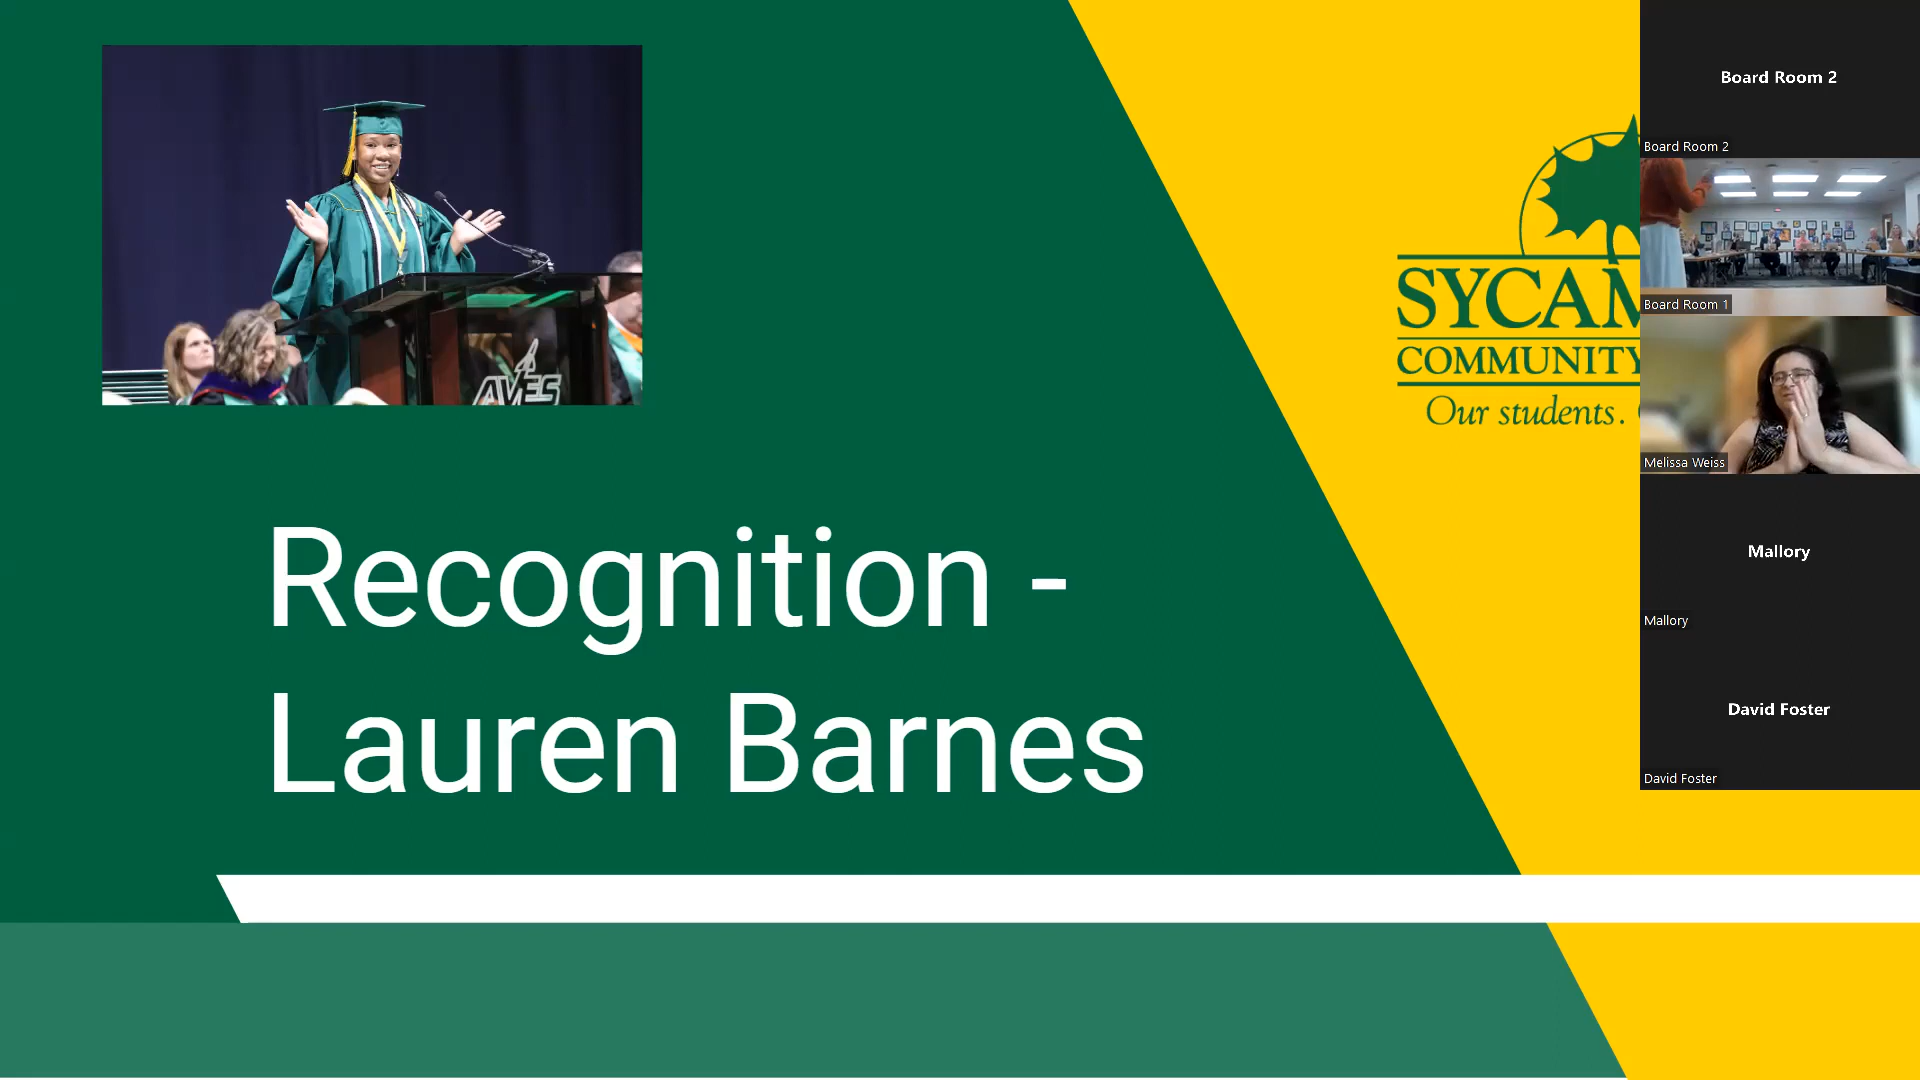 AVES
Recognition -
Lauren Barnes
SYCAM
COMMUNITY
Our students.
Board Room 2
Board Room 2
Board Room 1
Melissa Weiss
Mallory
Mallory
David Foster
David Foster